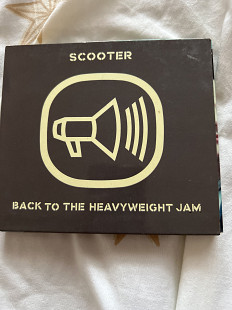 SCOOTER
BACK TO THE HEAVYWEIGHT JAM